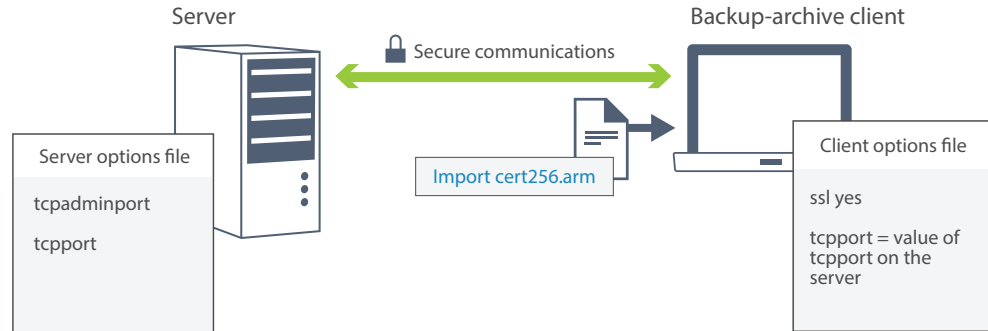 Server
Backup-archive client
Secure communications
Server options file
tcpadminport
tcpport
Import cert256.arm
Client options file
ssl yes
tcpport = value of
tcpport on the
server